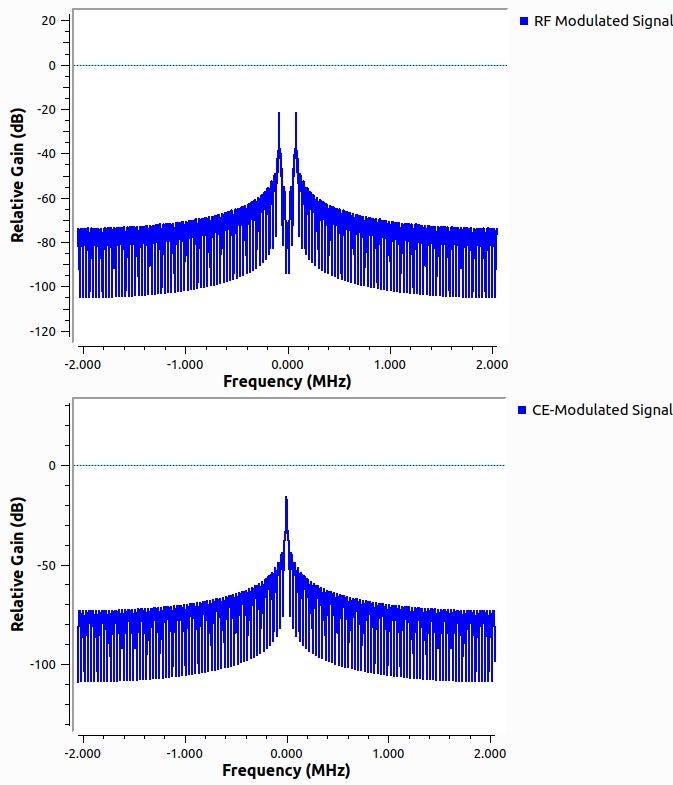 RF Modulated Signal
20
0
-20
-40
-60
-80
-100
-120
Relative Gain (dB)
-2.000 -1.000 0.000 1.000 2.000
Frequency (MHz)
CE-Modulated Signal
0
-50
-100
Relative Gain (dB)
-2.000 -1.000 0.000 1.000 2.000
Frequency (MHz)